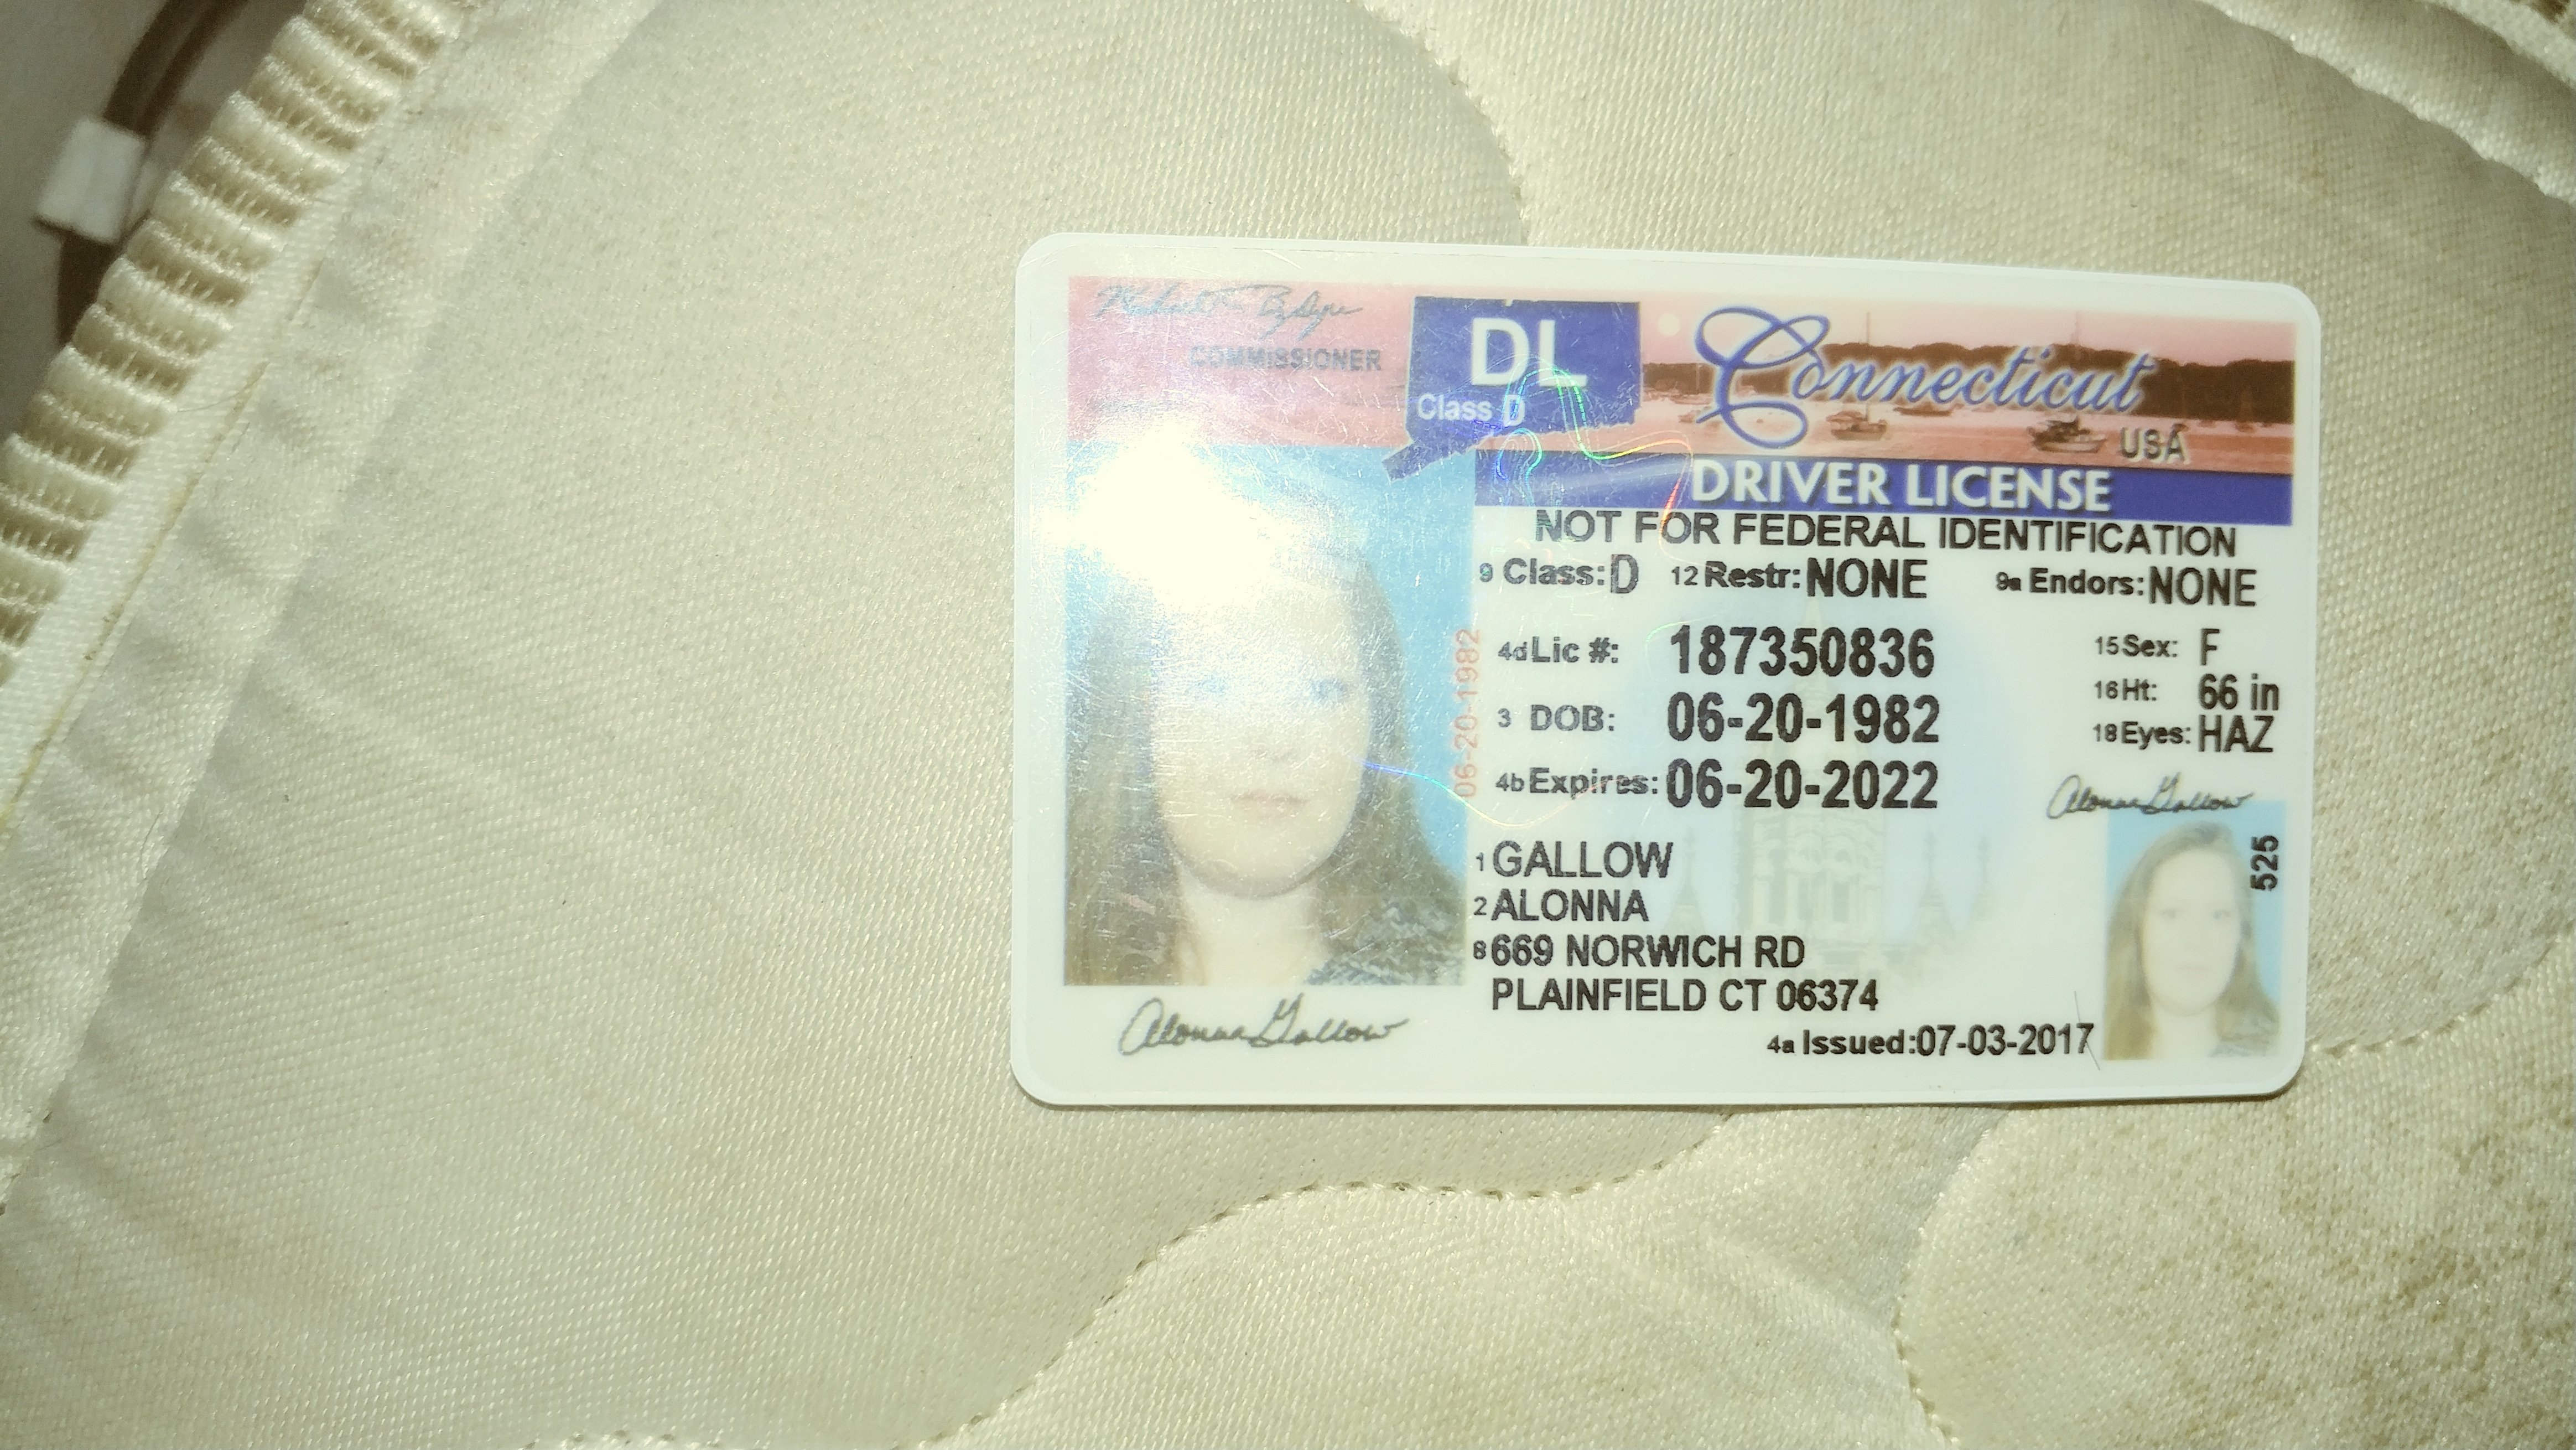 COMMISSIONER
DL
Class D
Connecticut
USA
DRIVER LICENSE
NOT FOR FEDERAL IDENTIFICATION
9 Class: D 12 Restr: NONE 9a Endors: NONE
4d Lic #: 187350836
15 Sex: F
3 DOB: 06-20-1982
16 Ht: 66 in
18 Eyes: HAZ
4b Expires: 06-20-2022
06-20-1982
Alonna Gallow
525
1 GALLOW
2 ALONNA
8 669 NORWICH RD
PLAINFIELD CT 06374
4a Issued: 07-03-2017
Alonna Gallow